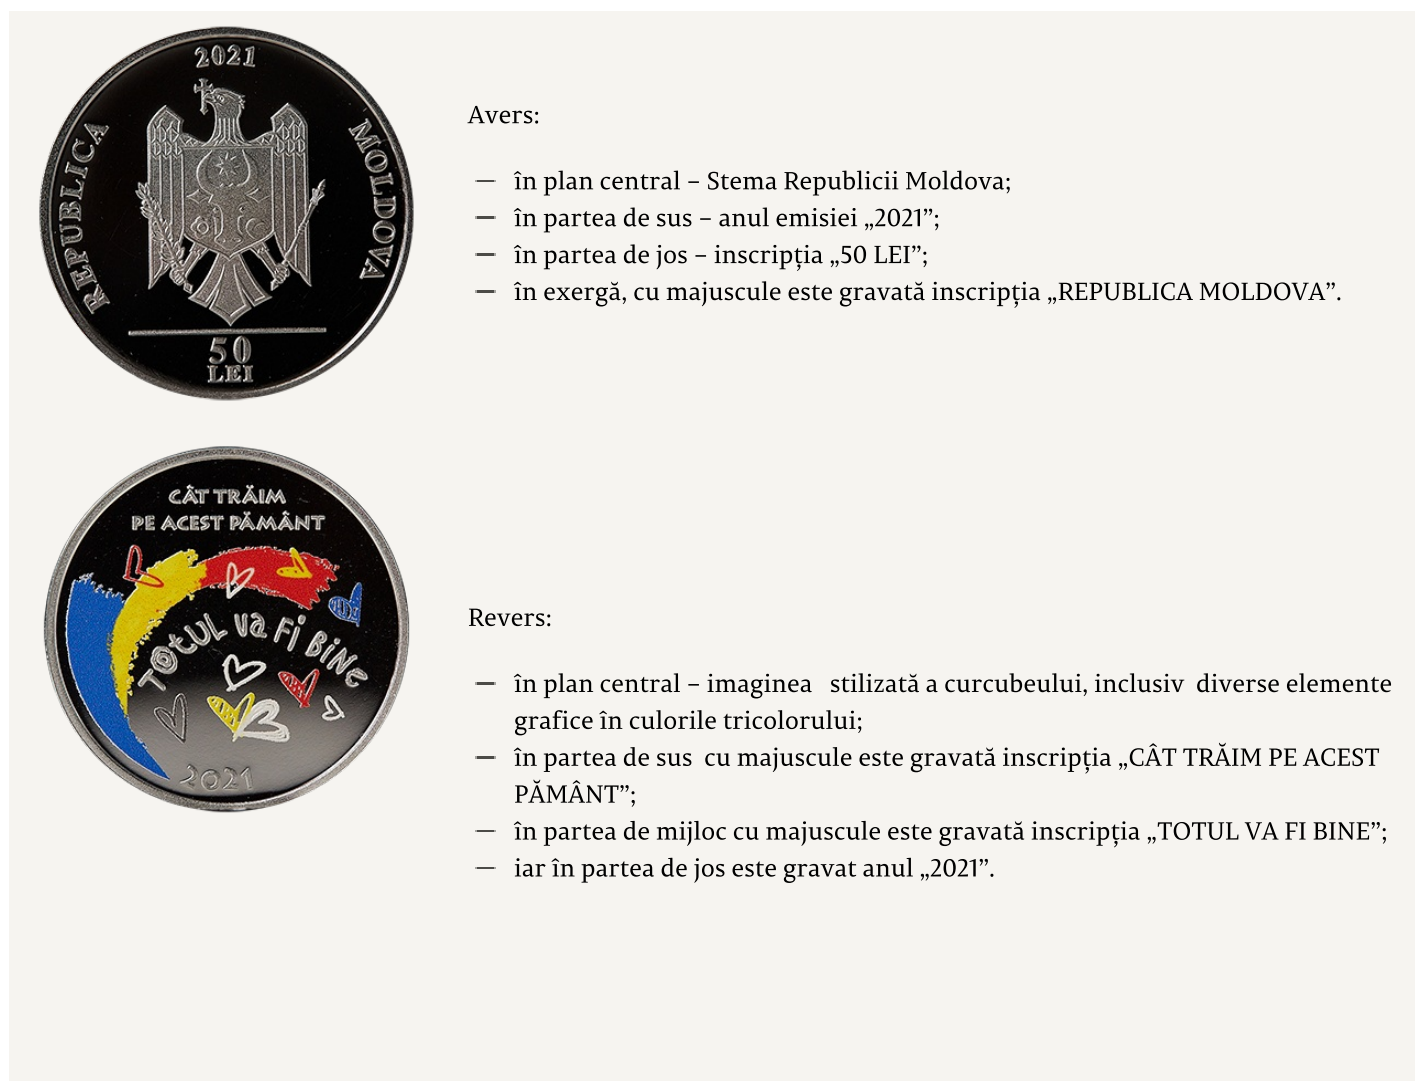 2021
REPUBLICA MOLDOVA
50
LEI
Avers:
— în plan central – Stema Republicii Moldova;
— în partea de sus – anul emisiei „2021”;
— în partea de jos – inscripția „50 LEI”;
— în exergă, cu majuscule este gravată inscripția „REPUBLICA MOLDOVA”.
CÂT TRĂIM
PE ACEST PĂMÂNT
TOtUL va Fi BiNe
2021
Revers:
— în plan central – imaginea stilizată a curcubeului, inclusiv diverse elemente
grafice în culorile tricolorului;
— în partea de sus cu majuscule este gravată inscripția „CÂT TRĂIM PE ACEST
PĂMÂNT”;
— în partea de mijloc cu majuscule este gravată inscripția „TOTUL VA FI BINE”;
— iar în partea de jos este gravat anul „2021”.